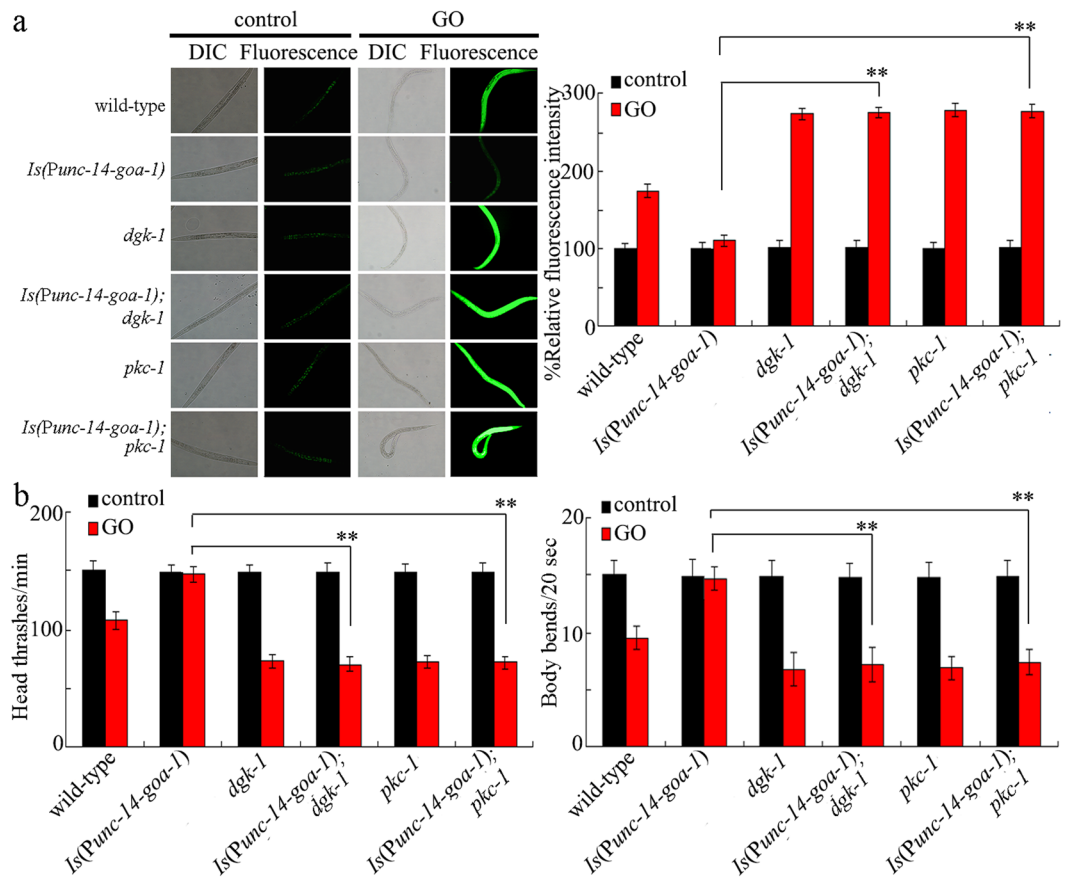 a
control GO
DIC Fluorescence DIC Fluorescence
wild-type
Is(Punc-14-goa-1)
dgk-1
Is(Punc-14-goa-1);
dgk-1
pkc-1
Is(Punc-14-goa-1);
pkc-1
**
**
control
GO
%Relative fluorescence intensity
300
200
100
0
wild-type
Is(Punc-14-goa-1)
dgk-1
Is(Punc-14-goa-1);
dgk-1
pkc-1
Is(Punc-14-goa-1);
pkc-1
b
control
GO
**
**
Head thrashes/min
200
100
0
wild-type
Is(Punc-14-goa-1)
dgk-1
Is(Punc-14-goa-1);
dgk-1
pkc-1
Is(Punc-14-goa-1);
pkc-1
control
GO
**
**
Body bends/20 sec
20
10
0
wild-type
Is(Punc-14-goa-1)
dgk-1
Is(Punc-14-goa-1);
dgk-1
pkc-1
Is(Punc-14-goa-1);
pkc-1